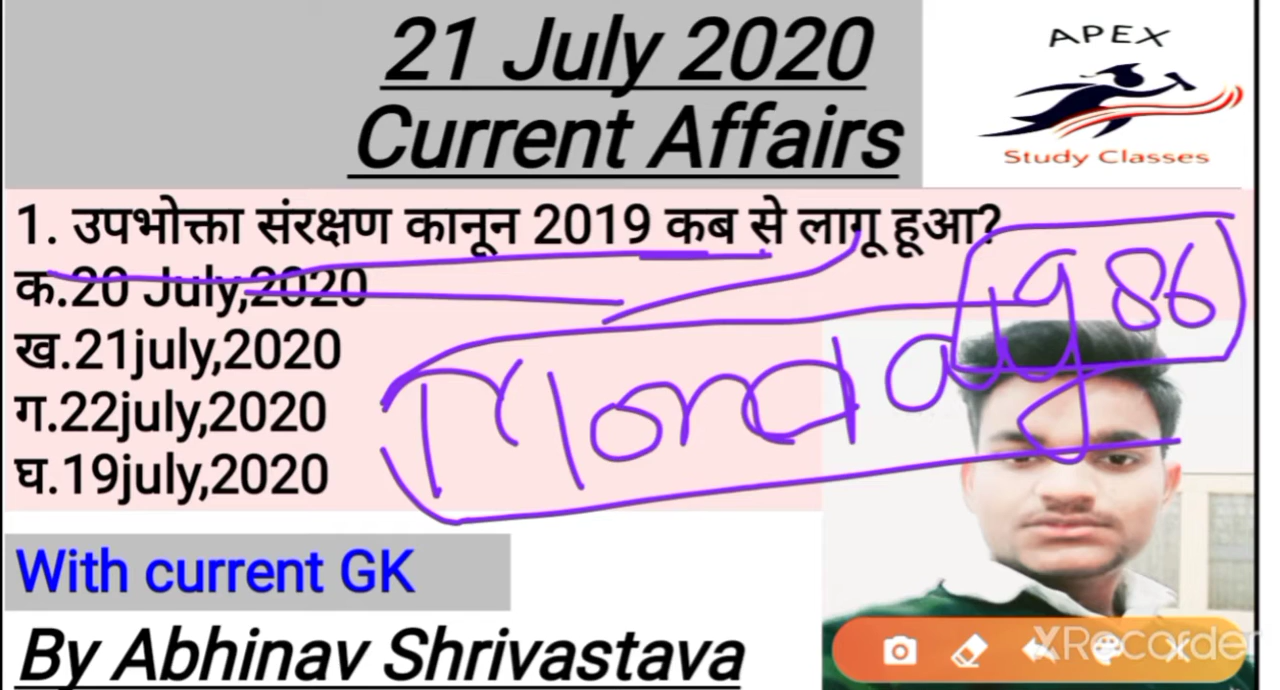 21 July 2020
Current Affairs
APEX
Study Classes
1. उपभोक्ता संरक्षण कानून 2019 कब से लागू हूआ?
क.20 July,2020
ख.21july,2020
ग.22july,2020
घ.19july,2020
Monday
86
With current GK
By Abhinav Shrivastava
XRecorder